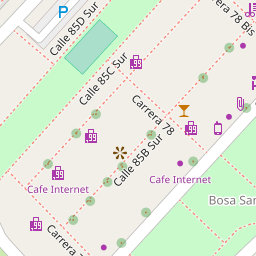 P
Calle 85D Sur
Carrera 78 Bis
Calle 85C Sur
Carrera 78
Calle 85B Sur
Cafe Internet
Cafe Internet
Bosa San
Carrera